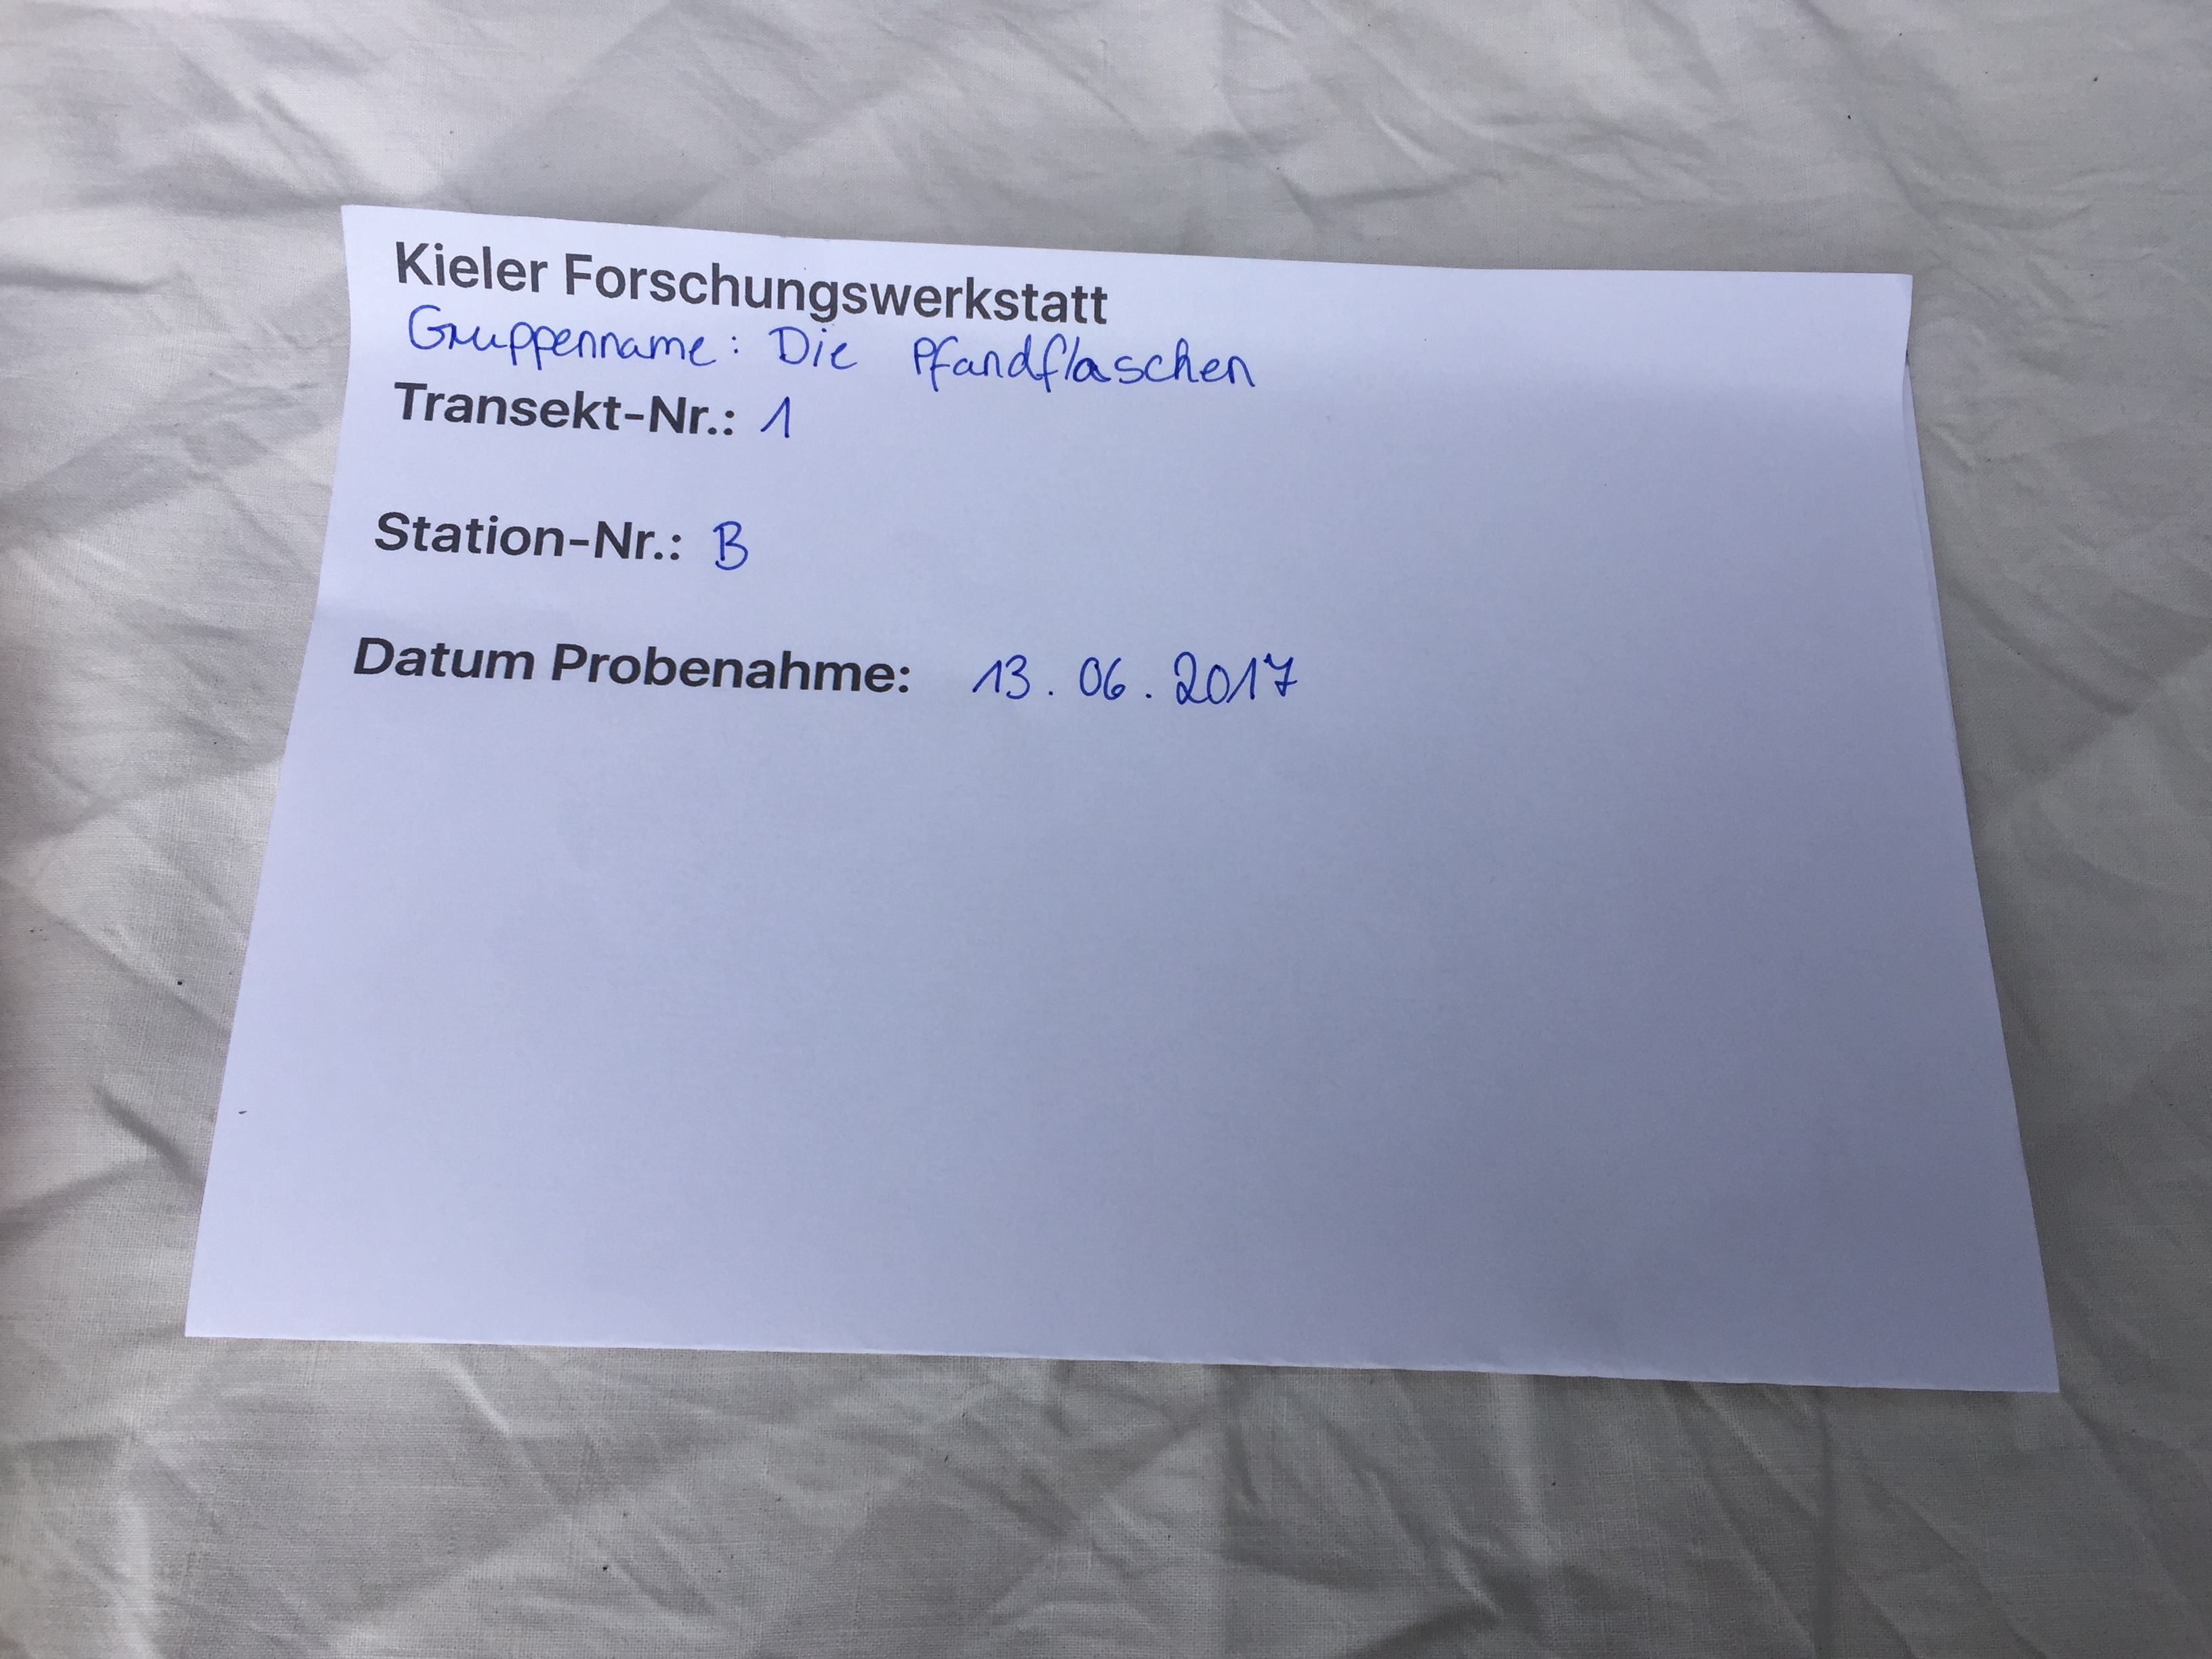 Kieler Forschungswerkstatt
Gruppenname: Die Pfandflaschen
Transekt-Nr.: 1
Station-Nr.: B
Datum Probenahme: 13.06.2017